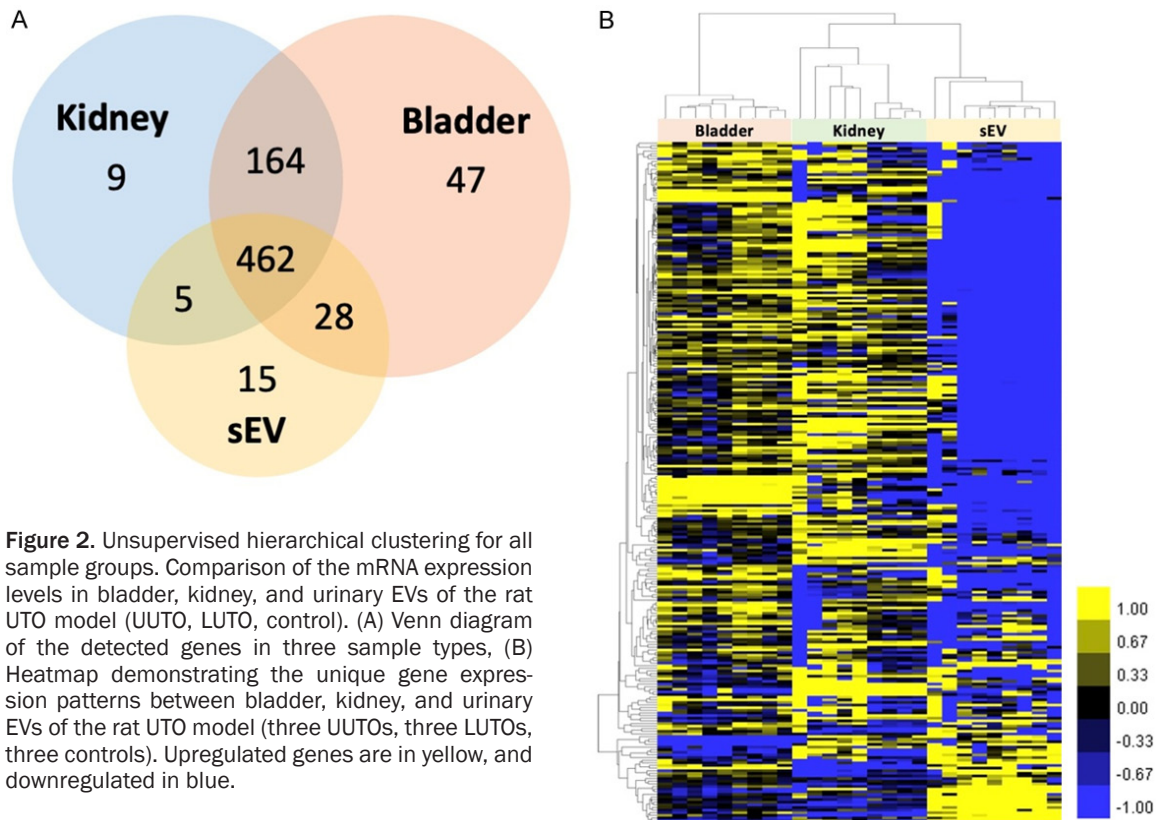 A
Kidney
9
164
Bladder
47
462
5
28
15
sEV
B
Bladder
Kidney
sEV
1.00
0.67
0.33
0.00
-0.33
-0.67
-1.00
Figure 2. Unsupervised hierarchical clustering for all
sample groups. Comparison of the mRNA expression
levels in bladder, kidney, and urinary EVs of the rat
UTO model (UUTO, LUTO, control). (A) Venn diagram
of the detected genes in three sample types, (B)
Heatmap demonstrating the unique gene expres-
sion patterns between bladder, kidney, and urinary
EVs of the rat UTO model (three UUTOs, three LUTOs,
three controls). Upregulated genes are in yellow, and
downregulated in blue.